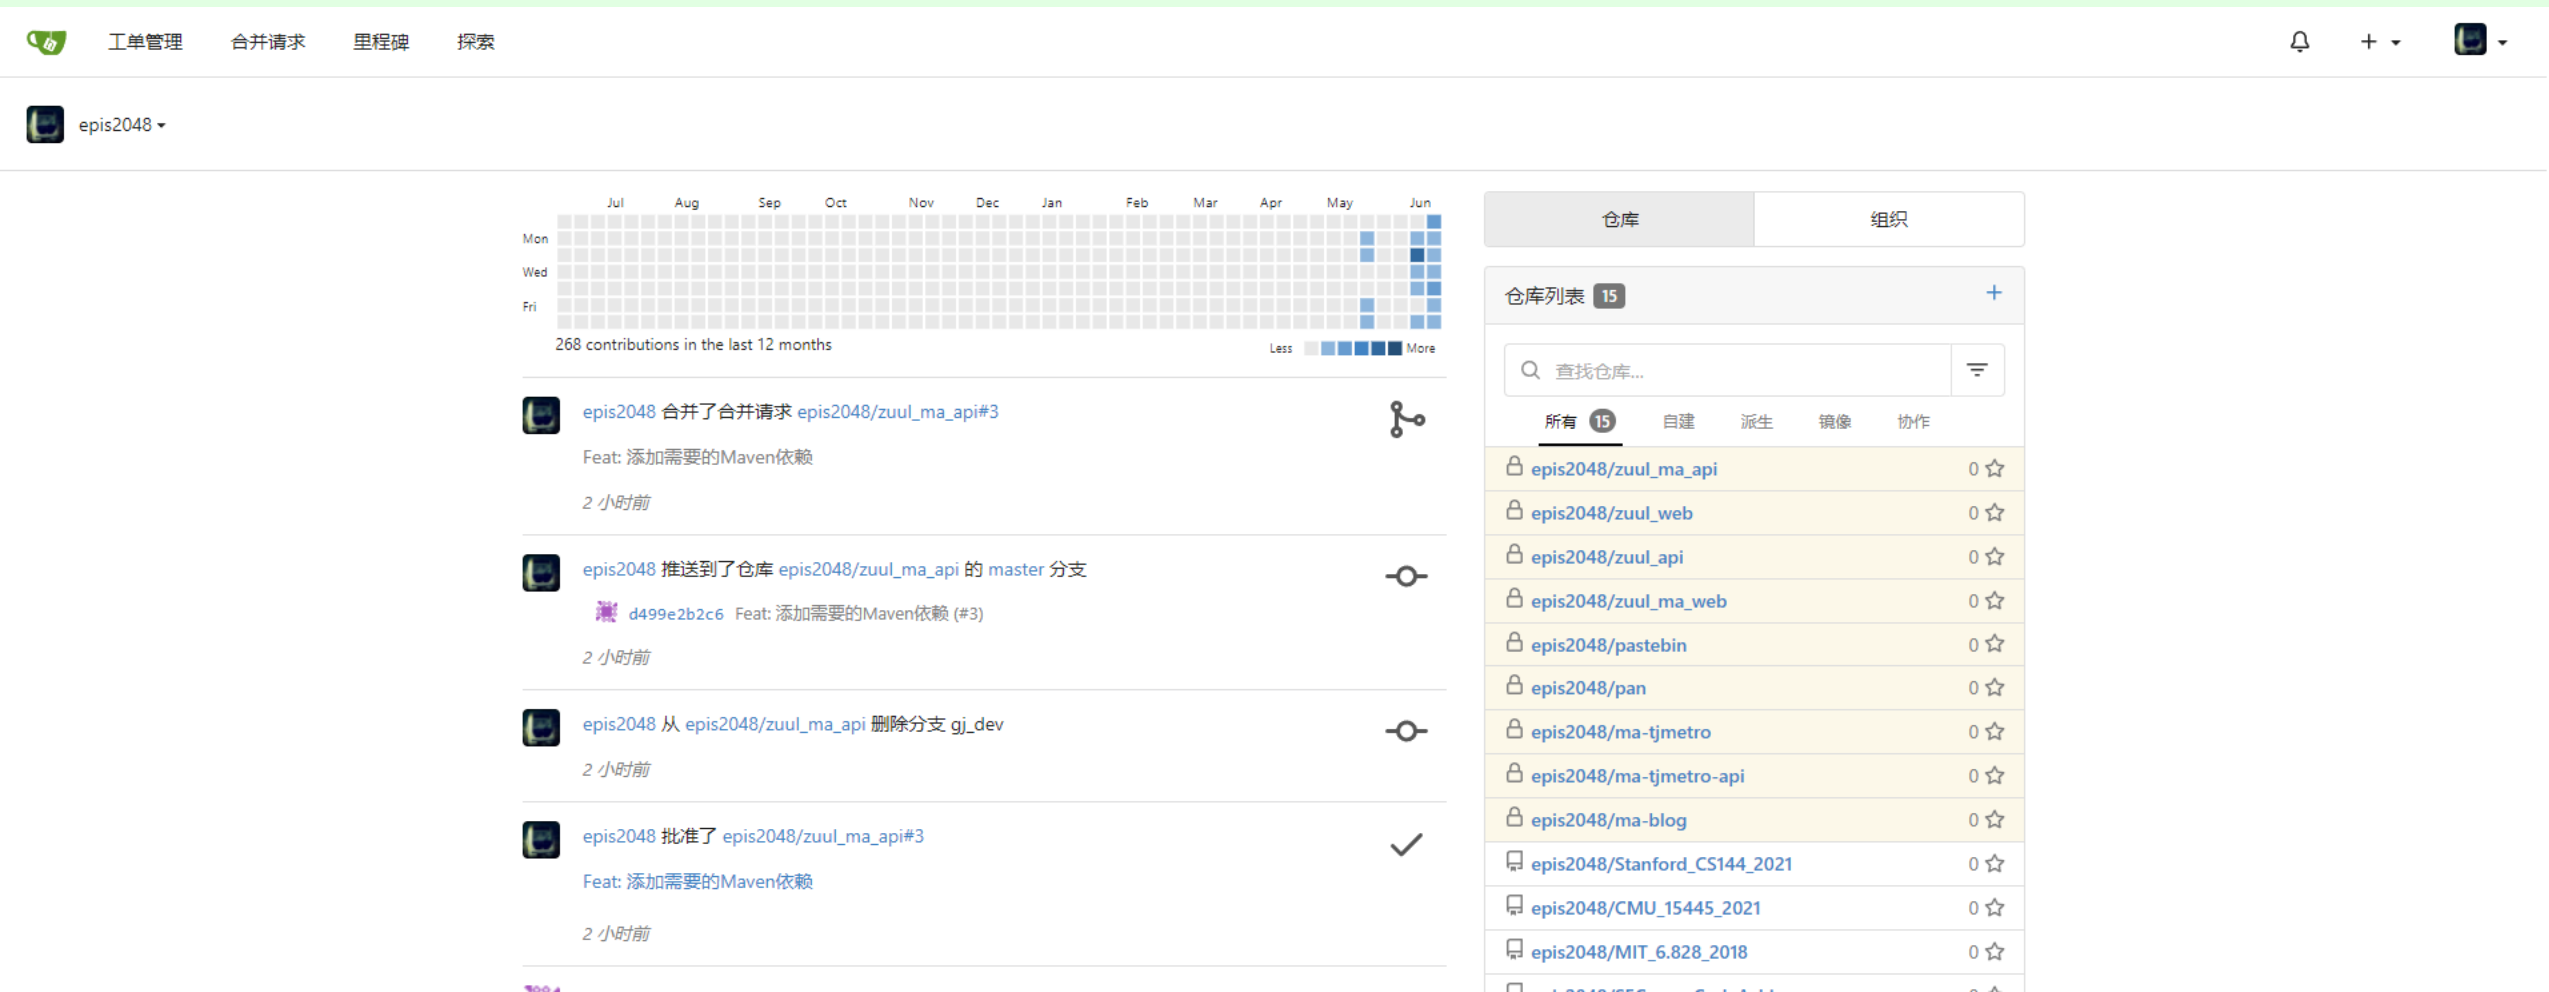 工单管理 合并请求 里程碑 探索
epis2048
Jul Aug Sep Oct Nov Dec Jan Feb Mar Apr May Jun
Mon
Wed
Fri
268 contributions in the last 12 months
Less More
epis2048 合并了合并请求 epis2048/zuul_ma_api#3
Feat: 添加需要的Maven依赖
2 小时前
epis2048 推送到了仓库 epis2048/zuul_ma_api 的 master 分支
d499e2b2c6 Feat: 添加需要的Maven依赖 (#3)
2 小时前
epis2048 从 epis2048/zuul_ma_api 删除分支 gj_dev
2 小时前
epis2048 批准了 epis2048/zuul_ma_api#3
Feat: 添加需要的Maven依赖
2 小时前
仓库 组织
仓库列表 15
查找仓库...
所有 15 自建 派生 镜像 协作
epis2048/zuul_ma_api 0
epis2048/zuul_web 0
epis2048/zuul_api 0
epis2048/zuul_ma_web 0
epis2048/pastebin 0
epis2048/pan 0
epis2048/ma-tjmetro 0
epis2048/ma-tjmetro-api 0
epis2048/ma-blog 0
epis2048/Stanford_CS144_2021 0
epis2048/CMU_15445_2021 0
epis2048/MIT_6.828_2018 0